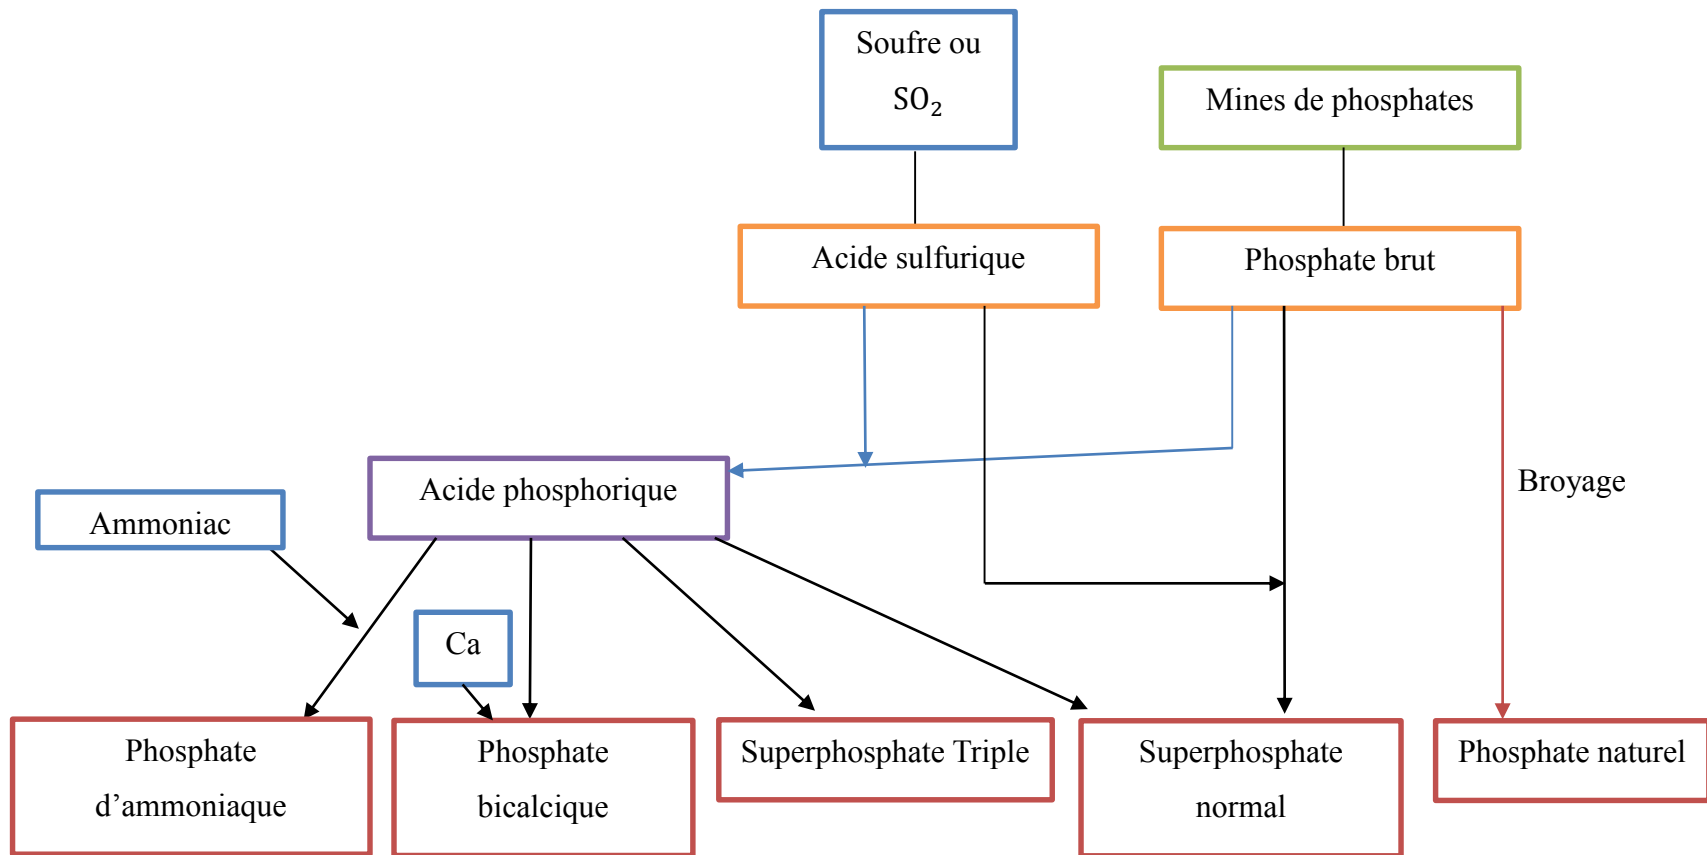 Soufre ou
SO₂
Mines de phosphates
Acide sulfurique
Phosphate brut
Acide phosphorique
Broyage
Ammoniac
Ca
Phosphate
d’ammoniaque
Phosphate
bicalcique
Superphosphate Triple
Superphosphate
normal
Phosphate naturel